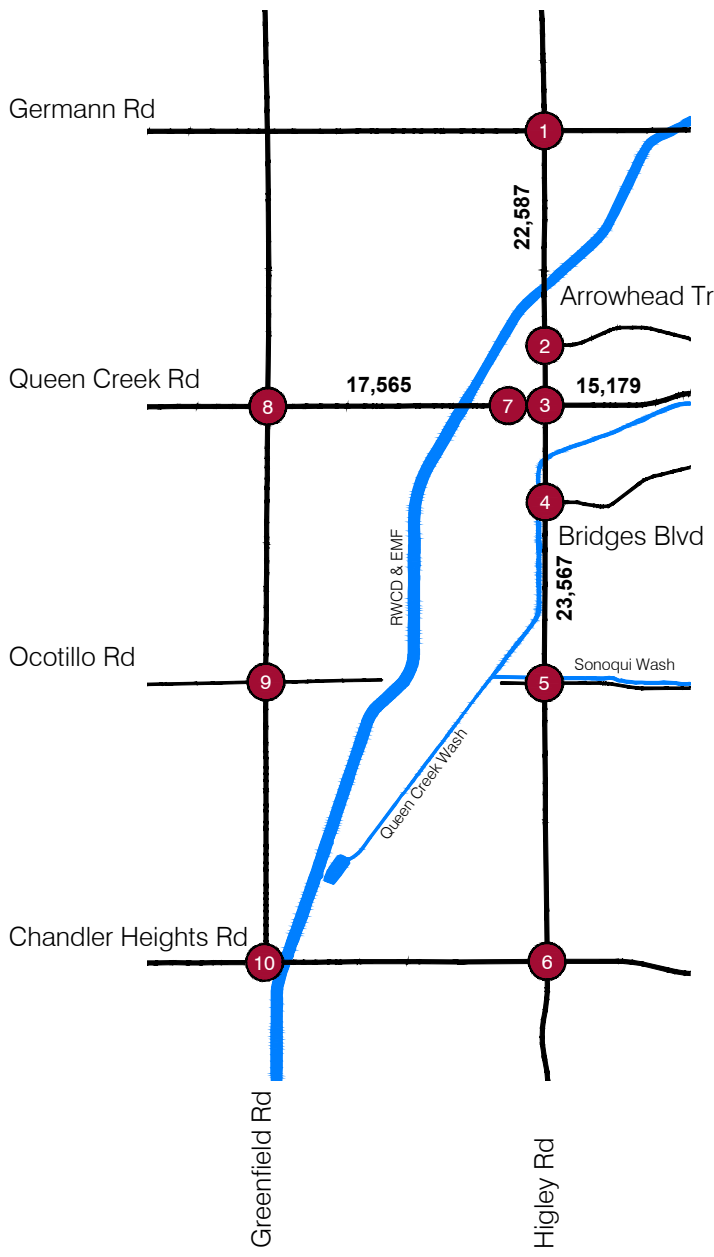 Germann Rd
1
22,587
Arrowhead Tr
2
Queen Creek Rd
17,565
15,179
8
7
3
4
Bridges Blvd
RWCD & EMF
23,567
Ocotillo Rd
Sonoqui Wash
9
5
Queen Creek Wash
Chandler Heights Rd
10
6
Greenfield Rd
Higley Rd